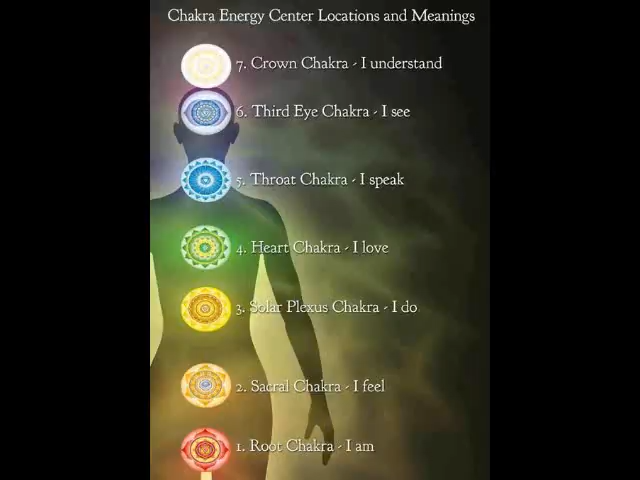 Chakra Energy Center Locations and Meanings
7. Crown Chakra - I understand
6. Third Eye Chakra - I see
5. Throat Chakra - I speak
4. Heart Chakra - I love
3. Solar Plexus Chakra - I do
2. Sacral Chakra - I feel
1. Root Chakra - I am